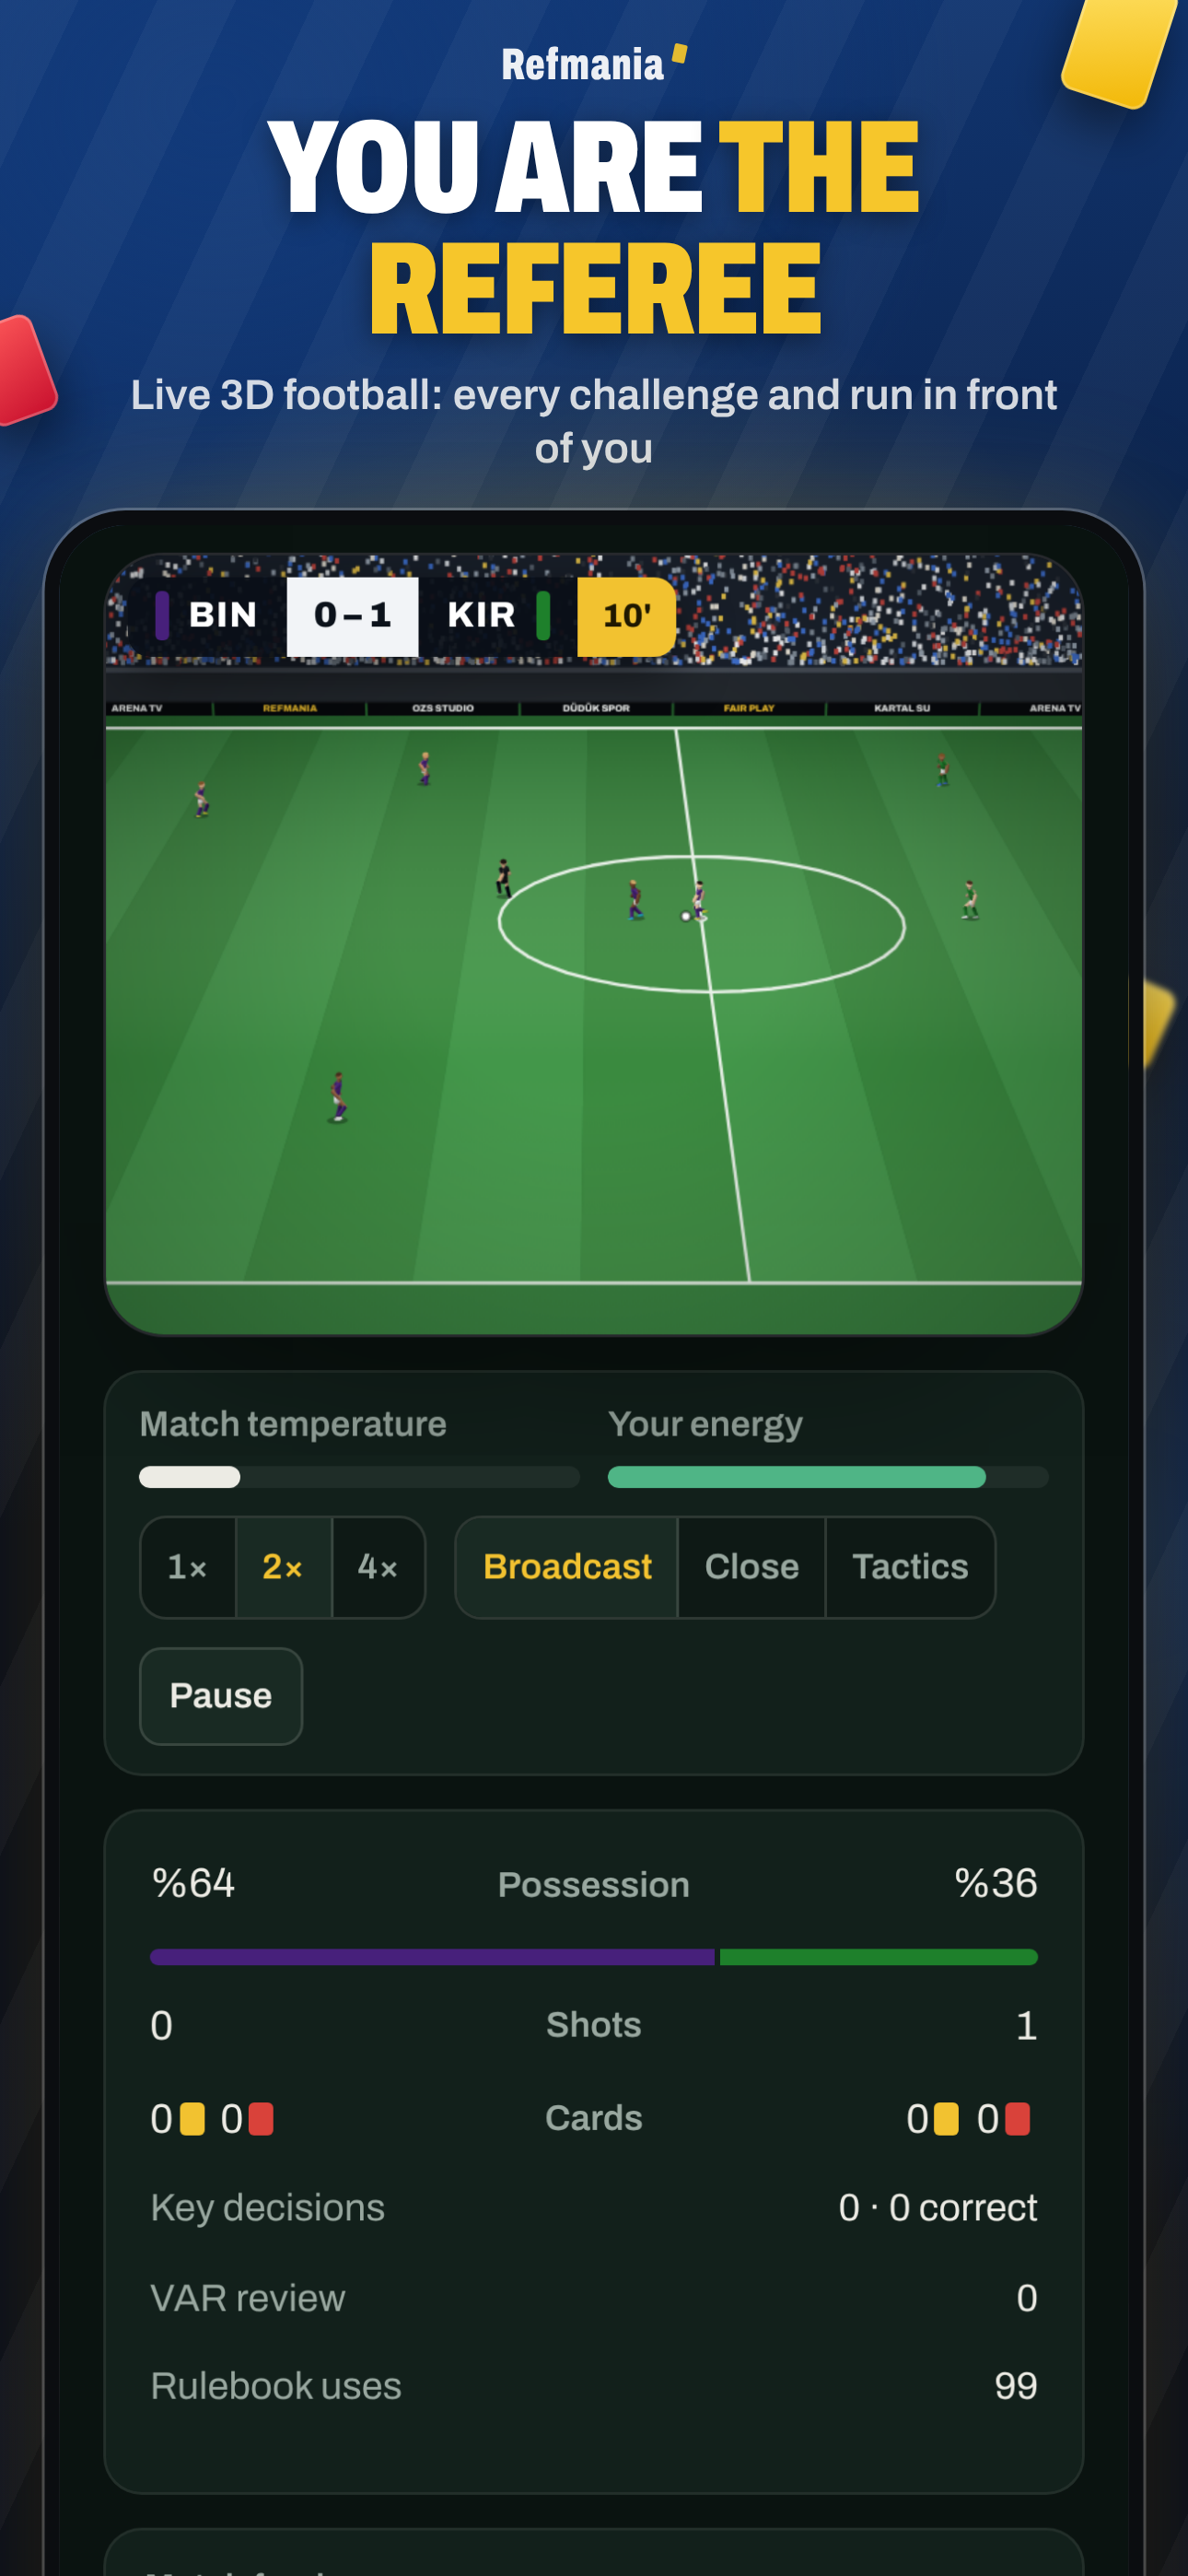 Refmania
YOU ARE THE
REFEREE
Live 3D football: every challenge and run in front
of you
BIN 0–1 KIR 10'
ARENA TV REFMANIA OZS STUDIO DÜDÜK SPOR FAIR PLAY KARTAL SU ARENA TV
Match temperature Your energy
1× 2× 4× Broadcast Close Tactics
Pause
%64 Possession %36
0 Shots 1
0 0 Cards 0 0
Key decisions 0 · 0 correct
VAR review 0
Rulebook uses 99